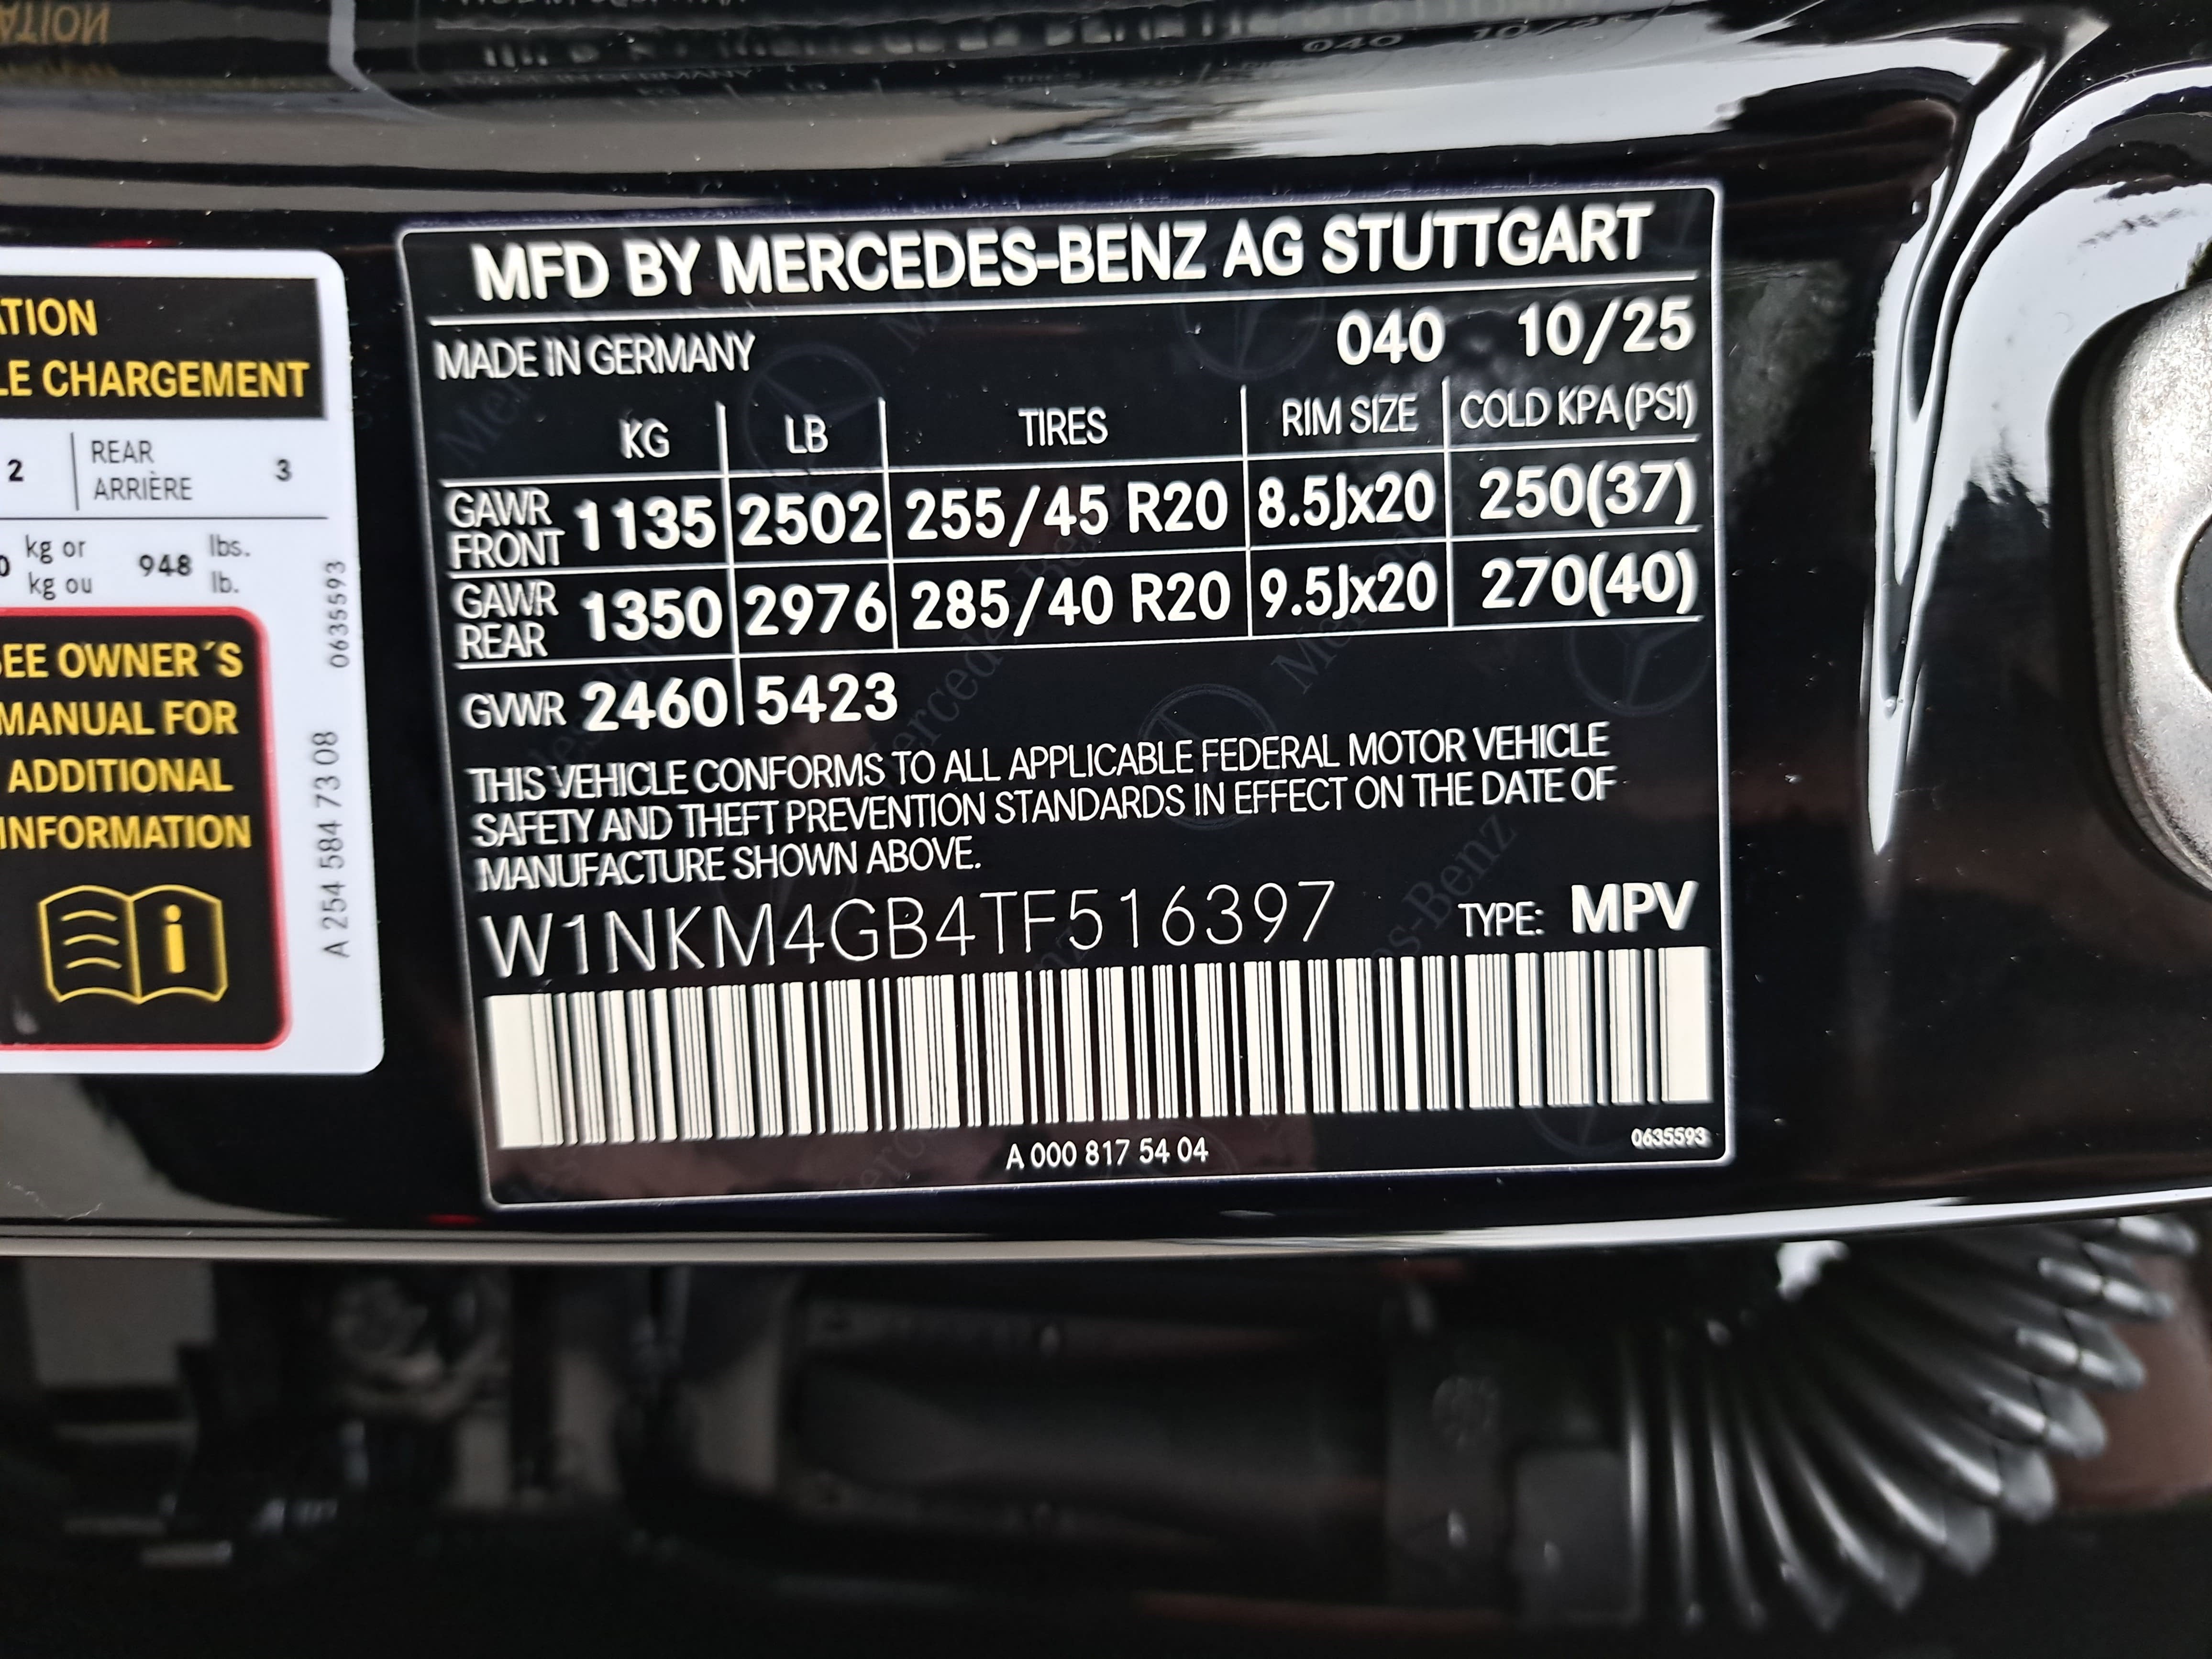 ATION
LE CHARGEMENT
2 REAR 3
ARRIÈRE
0 kg or 948 lbs.
kg ou lb.
SEE OWNER´S
MANUAL FOR
ADDITIONAL
INFORMATION
A 254 584 73 08 0635593
MFD BY MERCEDES-BENZ AG STUTTGART
MADE IN GERMANY 040 10/25
KG LB TIRES RIM SIZE COLD KPA (PSI)
GAWR FRONT 1135 2502 255/45 R20 8.5Jx20 250(37)
GAWR REAR 1350 2976 285/40 R20 9.5Jx20 270(40)
GVWR 2460 5423
THIS VEHICLE CONFORMS TO ALL APPLICABLE FEDERAL MOTOR VEHICLE
SAFETY AND THEFT PREVENTION STANDARDS IN EFFECT ON THE DATE OF
MANUFACTURE SHOWN ABOVE.
W1NKM4GB4TF516397 TYPE: MPV
A 000 817 54 04 0635593